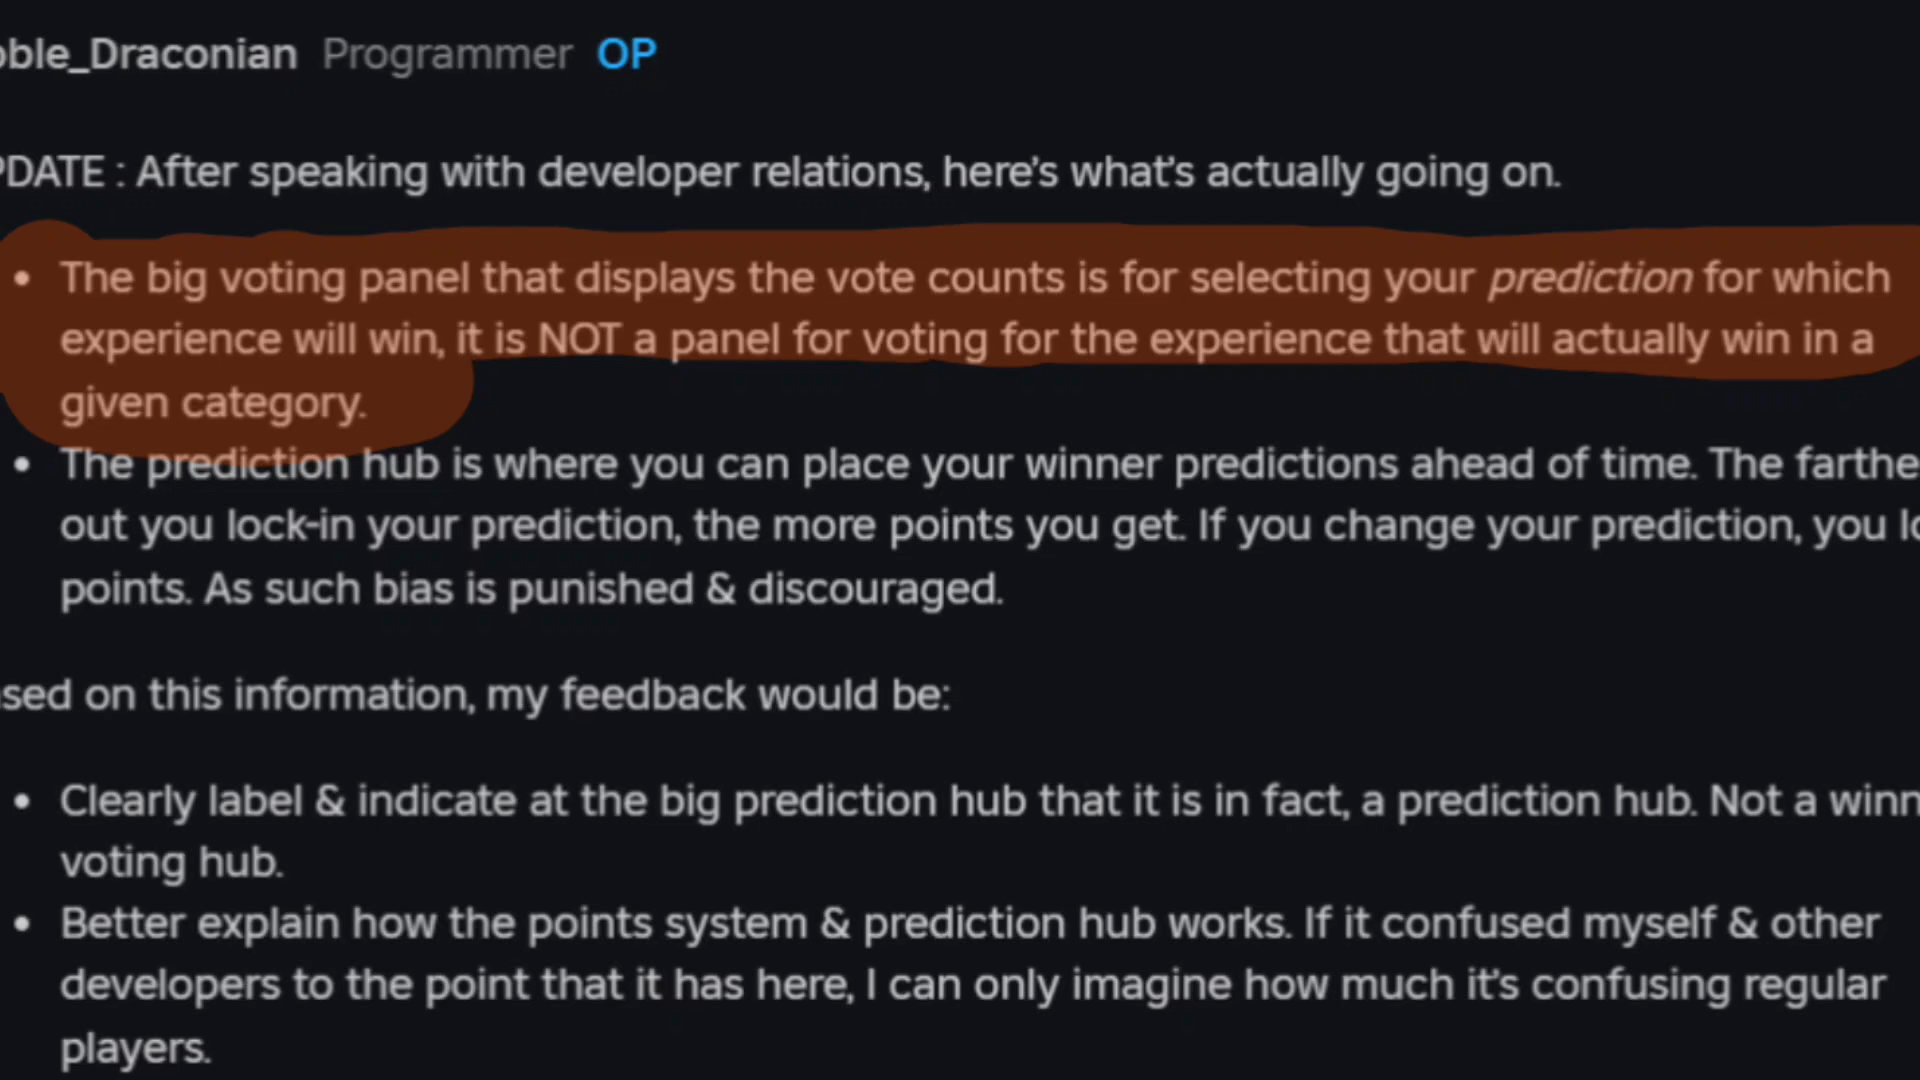 oble_Draconian Programmer OP
PDATE : After speaking with developer relations, here's what's actually going on.
• The big voting panel that displays the vote counts is for selecting your prediction for which
experience will win, it is NOT a panel for voting for the experience that will actually win in a
given category.
• The prediction hub is where you can place your winner predictions ahead of time. The farthe
out you lock-in your prediction, the more points you get. If you change your prediction, you lo
points. As such bias is punished & discouraged.
ased on this information, my feedback would be:
• Clearly label & indicate at the big prediction hub that it is in fact, a prediction hub. Not a winn
voting hub.
• Better explain how the points system & prediction hub works. If it confused myself & other
developers to the point that it has here, I can only imagine how much it's confusing regular
players.